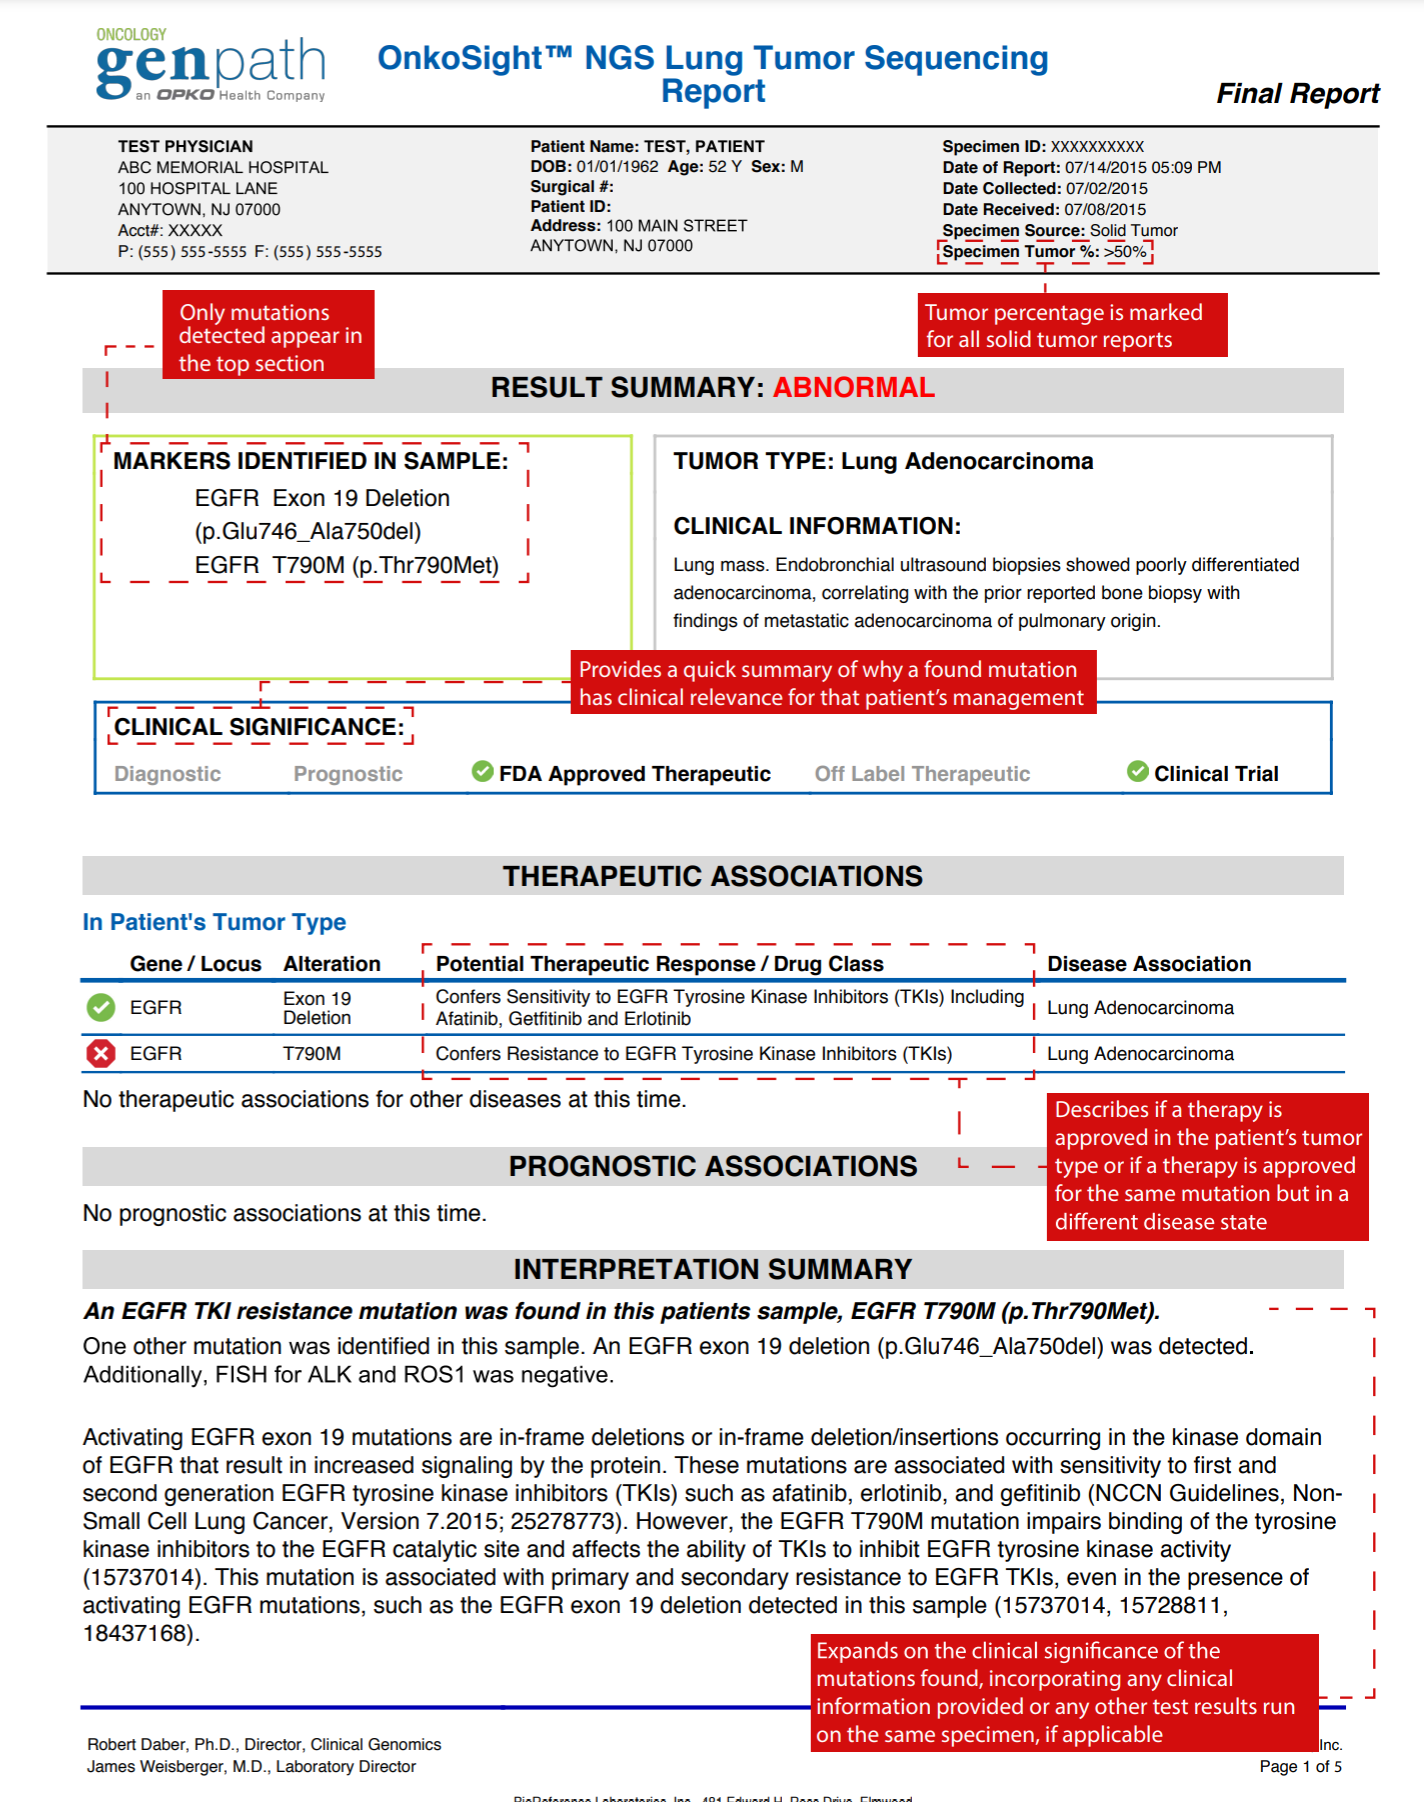 ONCOLOGY
genpath
an OPKO Health Company
OnkoSight™ NGS Lung Tumor Sequencing
Report
Final Report
TEST PHYSICIAN
ABC MEMORIAL HOSPITAL
100 HOSPITAL LANE
ANYTOWN, NJ 07000
Acct#: XXXXX
P: (555) 555-5555 F: (555) 555-5555
Patient Name: TEST, PATIENT
DOB: 01/01/1962 Age: 52 Y Sex: M
Surgical #:
Patient ID:
Address: 100 MAIN STREET
ANYTOWN, NJ 07000
Specimen ID: XXXXXXXXXX
Date of Report: 07/14/2015 05:09 PM
Date Collected: 07/02/2015
Date Received: 07/08/2015
Specimen Source: Solid Tumor
Specimen Tumor %: >50%
Only mutations
detected appear in
the top section
Tumor percentage is marked
for all solid tumor reports
RESULT SUMMARY: ABNORMAL
MARKERS IDENTIFIED IN SAMPLE:
EGFR Exon 19 Deletion
(p.Glu746_Ala750del)
EGFR T790M (p.Thr790Met)
TUMOR TYPE: Lung Adenocarcinoma
CLINICAL INFORMATION:
Lung mass. Endobronchial ultrasound biopsies showed poorly differentiated
adenocarcinoma, correlating with the prior reported bone biopsy with
findings of metastatic adenocarcinoma of pulmonary origin.
Provides a quick summary of why a found mutation
has clinical relevance for that patient's management
CLINICAL SIGNIFICANCE:
Diagnostic Prognostic FDA Approved Therapeutic Off Label Therapeutic Clinical Trial
THERAPEUTIC ASSOCIATIONS
In Patient's Tumor Type
Gene / Locus Alteration Potential Therapeutic Response / Drug Class Disease Association
EGFR
Exon 19
Deletion
Confers Sensitivity to EGFR Tyrosine Kinase Inhibitors (TKIs) Including
Afatinib, Getfitinib and Erlotinib
Lung Adenocarcinoma
EGFR T790M Confers Resistance to EGFR Tyrosine Kinase Inhibitors (TKIs) Lung Adenocarcinoma
No therapeutic associations for other diseases at this time.
Describes if a therapy is
approved in the patient's tumor
type or if a therapy is approved
for the same mutation but in a
different disease state
PROGNOSTIC ASSOCIATIONS
No prognostic associations at this time.
INTERPRETATION SUMMARY
An EGFR TKI resistance mutation was found in this patients sample, EGFR T790M (p.Thr790Met).
One other mutation was identified in this sample. An EGFR exon 19 deletion (p.Glu746_Ala750del) was detected.
Additionally, FISH for ALK and ROS1 was negative.
Activating EGFR exon 19 mutations are in-frame deletions or in-frame deletion/insertions occurring in the kinase domain
of EGFR that result in increased signaling by the protein. These mutations are associated with sensitivity to first and
second generation EGFR tyrosine kinase inhibitors (TKIs) such as afatinib, erlotinib, and gefitinib (NCCN Guidelines, Non-
Small Cell Lung Cancer, Version 7.2015; 25278773). However, the EGFR T790M mutation impairs binding of the tyrosine
kinase inhibitors to the EGFR catalytic site and affects the ability of TKIs to inhibit EGFR tyrosine kinase activity
(15737014). This mutation is associated with primary and secondary resistance to EGFR TKIs, even in the presence of
activating EGFR mutations, such as the EGFR exon 19 deletion detected in this sample (15737014, 15728811,
18437168).
Expands on the clinical significance of the
mutations found, incorporating any clinical
information provided or any other test results run
on the same specimen, if applicable
Robert Daber, Ph.D., Director, Clinical Genomics
James Weisberger, M.D., Laboratory Director
Inc.
Page 1 of 5
BioReference Laboratories, Inc. 481 Edward H. Ross Drive, Elmwood